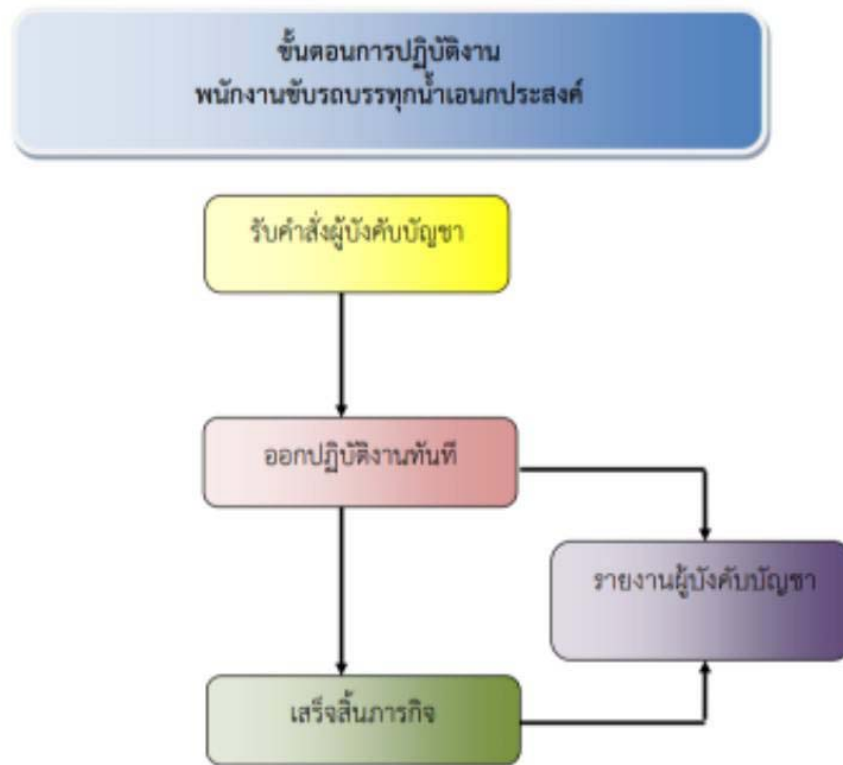 ขั้นตอนการปฏิบัติงาน
พนักงานขับรถบรรทุกน้ำเอนกประสงค์
รับคำสั่งผู้บังคับบัญชา
ออกปฏิบัติงานทันที
รายงานผู้บังคับบัญชา
เสร็จสิ้นภารกิจ